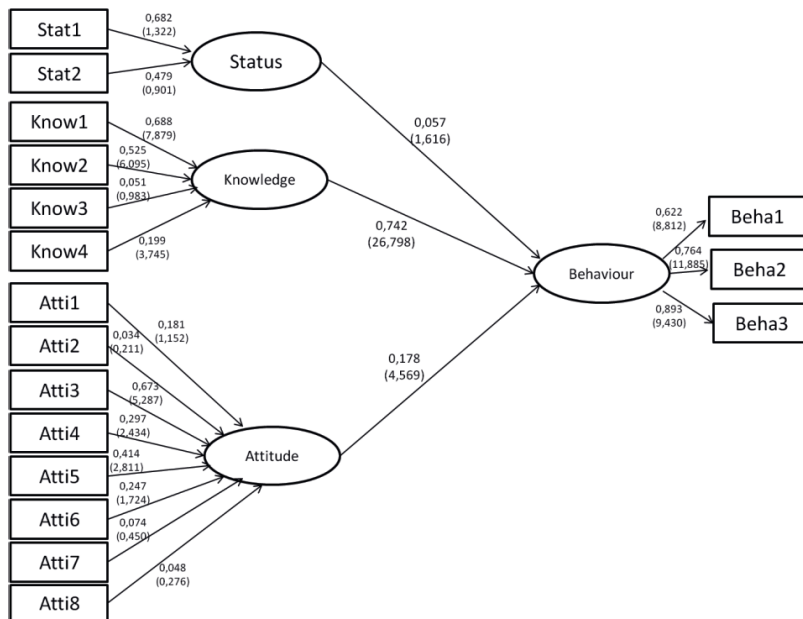 Stat1
0,682
(1,322)
Stat2
0,479
(0,901)
Status
Know1
0,688
(7,879)
Know2
0,525
(6,095)
Know3
0,051
(0,983)
Know4
0,199
(3,745)
Knowledge
0,057
(1,616)
0,742
(26,798)
Atti1
0,181
(1,152)
Atti2
0,034
(0,211)
Atti3
0,673
(5,287)
Atti4
0,297
(2,434)
Atti5
0,414
(2,811)
Atti6
0,247
(1,724)
Atti7
0,074
(0,450)
Atti8
0,048
(0,276)
Attitude
0,178
(4,569)
Behaviour
0,622
(8,812)
Beha1
0,764
(11,885)
Beha2
0,893
(9,430)
Beha3